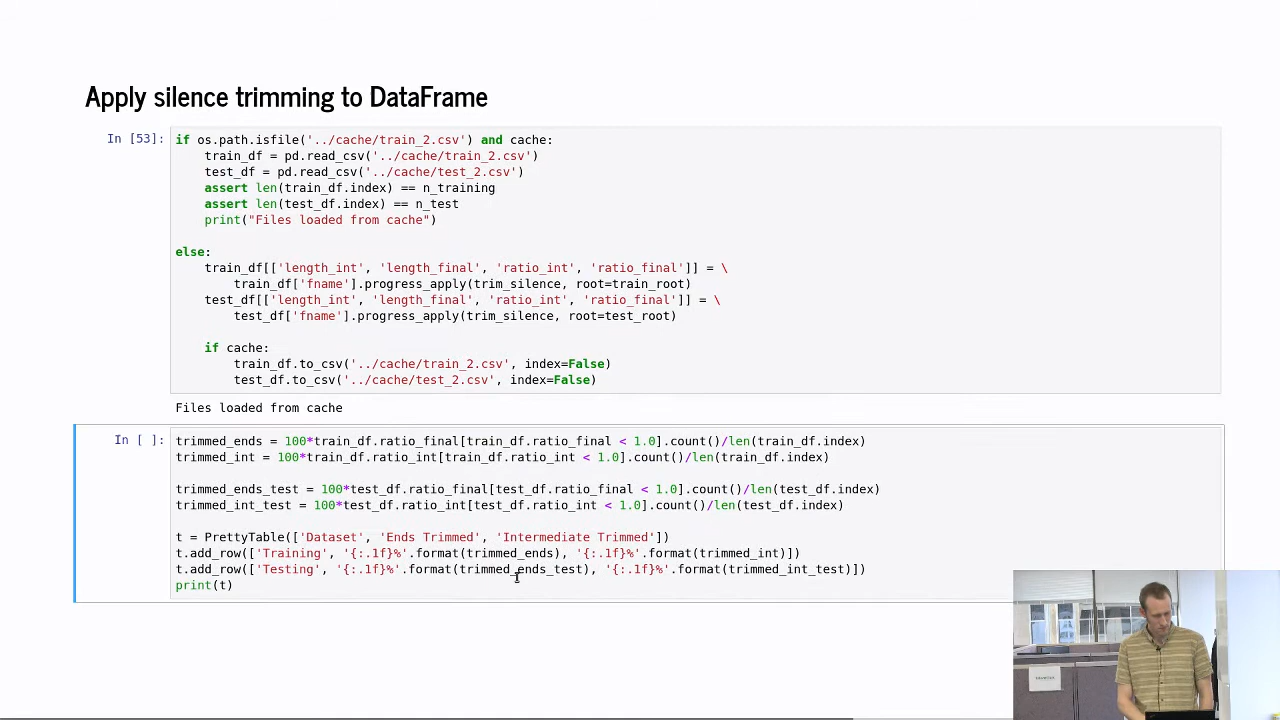 Apply silence trimming to DataFrame
In [53]:
if os.path.isfile('../cache/train_2.csv') and cache:
    train_df = pd.read_csv('../cache/train_2.csv')
    test_df = pd.read_csv('../cache/test_2.csv')
    assert len(train_df.index) == n_training
    assert len(test_df.index) == n_test
    print("Files loaded from cache")
else:
    train_df[['length_int', 'length_final', 'ratio_int', 'ratio_final']] = \
        train_df['fname'].progress_apply(trim_silence, root=train_root)
    test_df[['length_int', 'length_final', 'ratio_int', 'ratio_final']] = \
        test_df['fname'].progress_apply(trim_silence, root=test_root)
    if cache:
        train_df.to_csv('../cache/train_2.csv', index=False)
        test_df.to_csv('../cache/test_2.csv', index=False)
Files loaded from cache
In [ ]:
trimmed_ends = 100*train_df.ratio_final[train_df.ratio_final < 1.0].count()/len(train_df.index)
trimmed_int = 100*train_df.ratio_int[train_df.ratio_int < 1.0].count()/len(train_df.index)
trimmed_ends_test = 100*test_df.ratio_final[test_df.ratio_final < 1.0].count()/len(test_df.index)
trimmed_int_test = 100*test_df.ratio_int[test_df.ratio_int < 1.0].count()/len(test_df.index)
t = PrettyTable(['Dataset', 'Ends Trimmed', 'Intermediate Trimmed'])
t.add_row(['Training', '{:.1f}%'.format(trimmed_ends), '{:.1f}%'.format(trimmed_int)])
t.add_row(['Testing', '{:.1f}%'.format(trimmed_ends_test), '{:.1f}%'.format(trimmed_int_test)])
print(t)